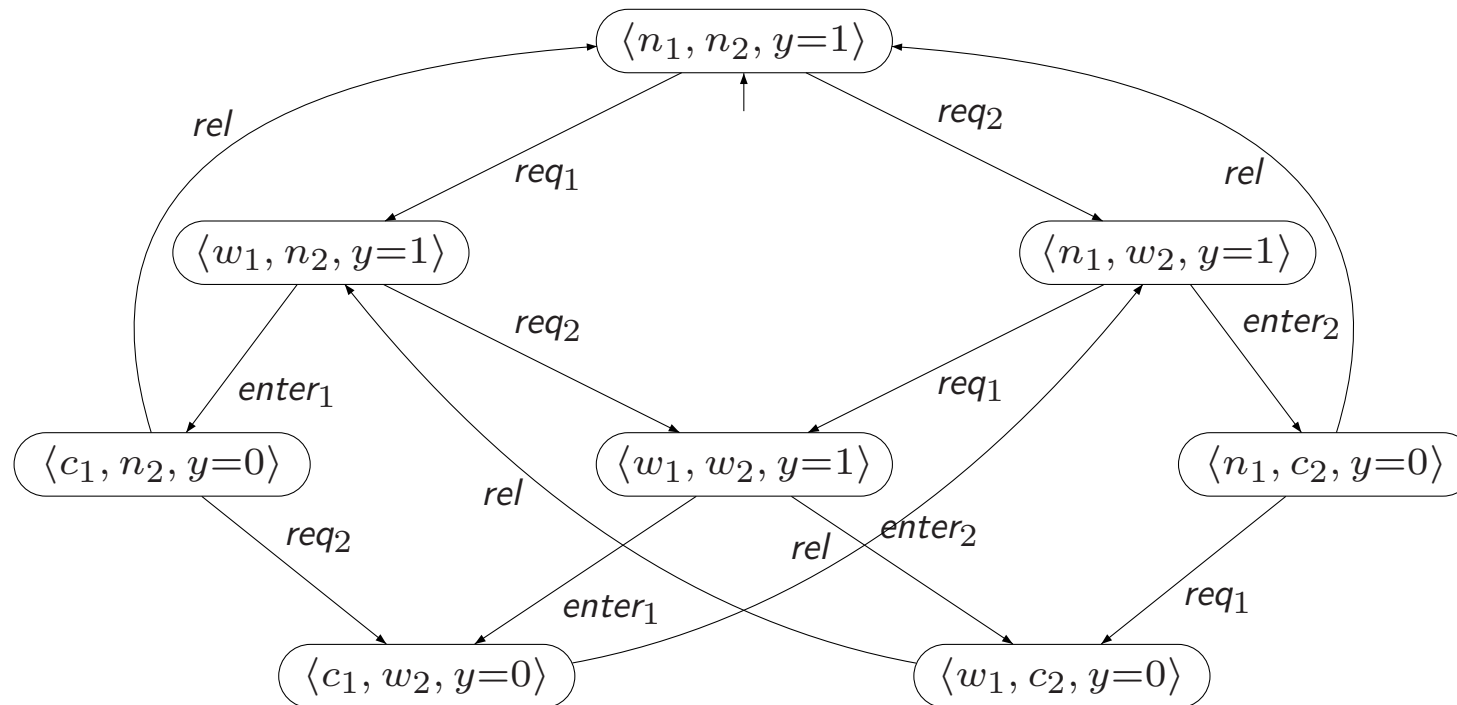 ⟨n₁, n₂, y=1⟩
rel
req₂
req₁
rel
⟨w₁, n₂, y=1⟩
⟨n₁, w₂, y=1⟩
req₂
enter₂
enter₁
req₁
⟨c₁, n₂, y=0⟩
⟨w₁, w₂, y=1⟩
⟨n₁, c₂, y=0⟩
rel
req₂
rel
enter₂
enter₁
req₁
⟨c₁, w₂, y=0⟩
⟨w₁, c₂, y=0⟩